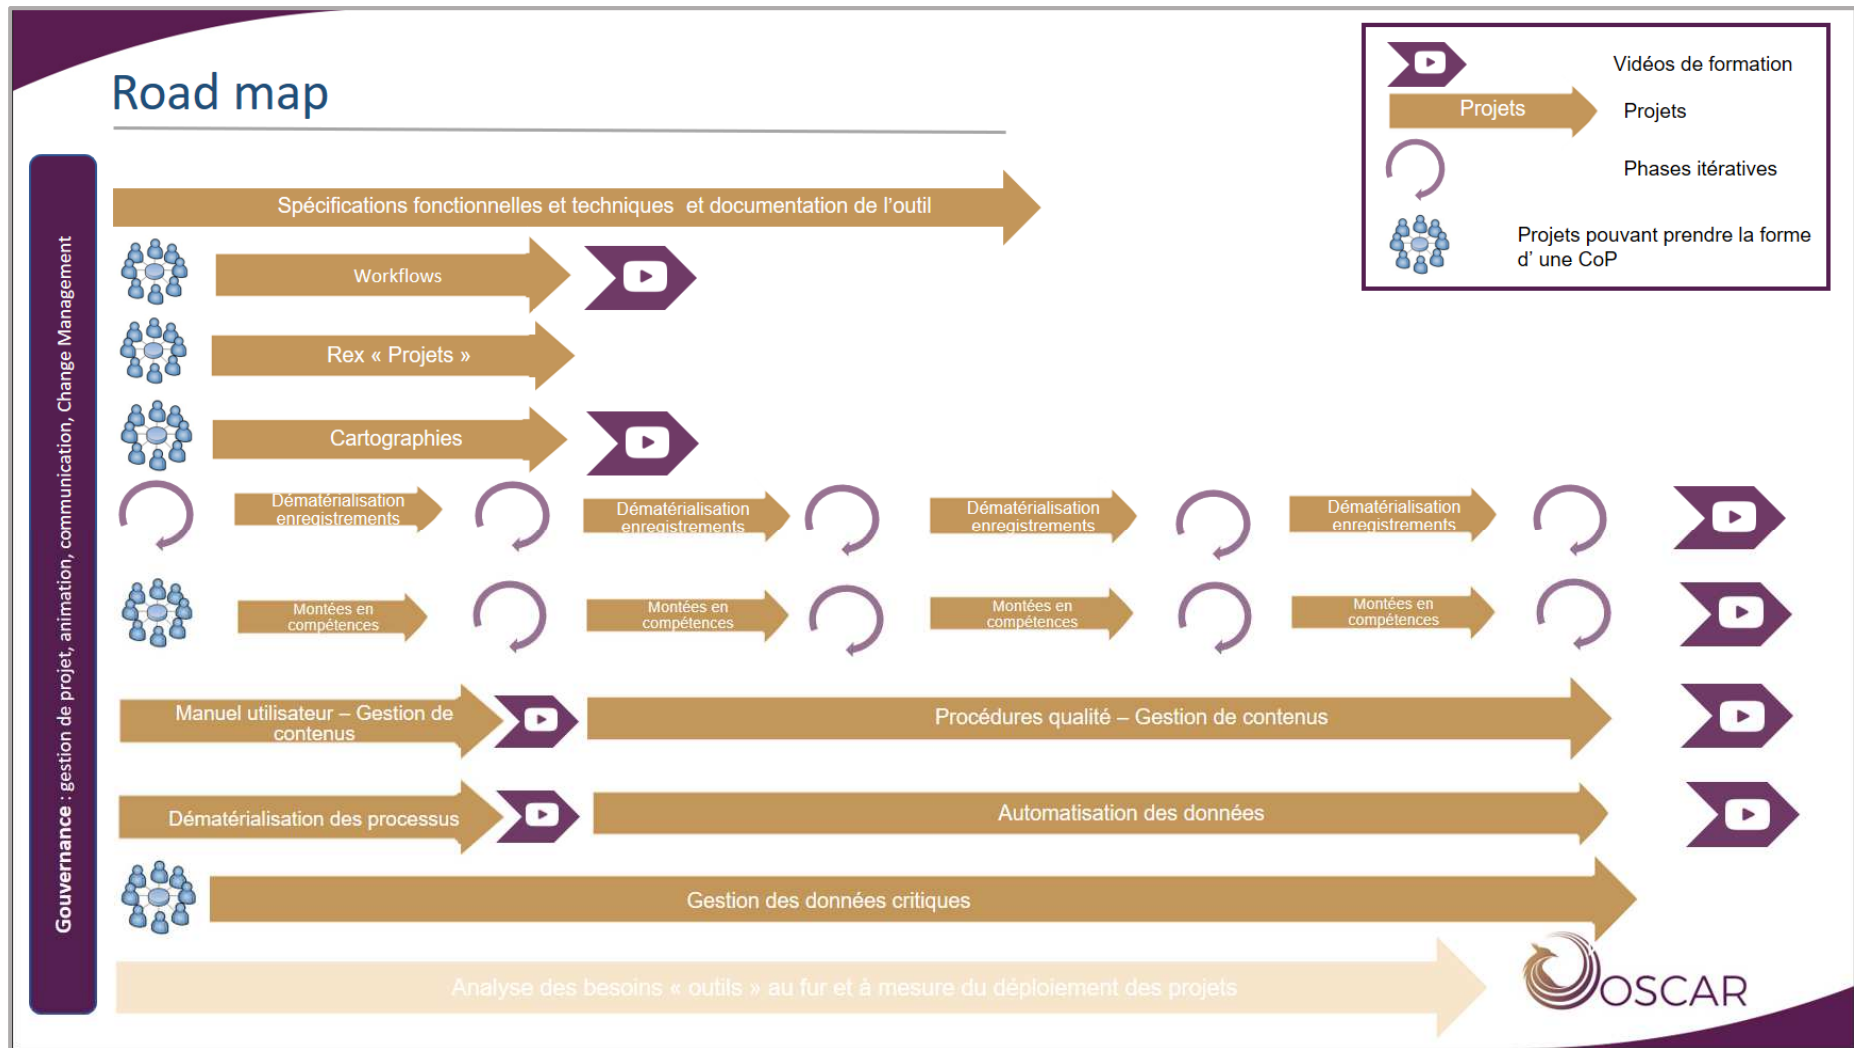 Road map
Vidéos de formation
Projets
Projets
Phases itératives
Projets pouvant prendre la forme
d' une CoP
Gouvernance : gestion de projet, animation, communication, Change Management
Spécifications fonctionnelles et techniques et documentation de l'outil
Workflows
Rex « Projets »
Cartographies
Dématérialisation
enregistrements
Dématérialisation
enregistrements
Dématérialisation
enregistrements
Dématérialisation
enregistrements
Montées en
compétences
Montées en
compétences
Montées en
compétences
Montées en
compétences
Manuel utilisateur – Gestion de
contenus
Procédures qualité – Gestion de contenus
Dématérialisation des processus
Automatisation des données
Gestion des données critiques
Analyse des besoins « outils » au fur et à mesure du déploiement des projets
OSCAR